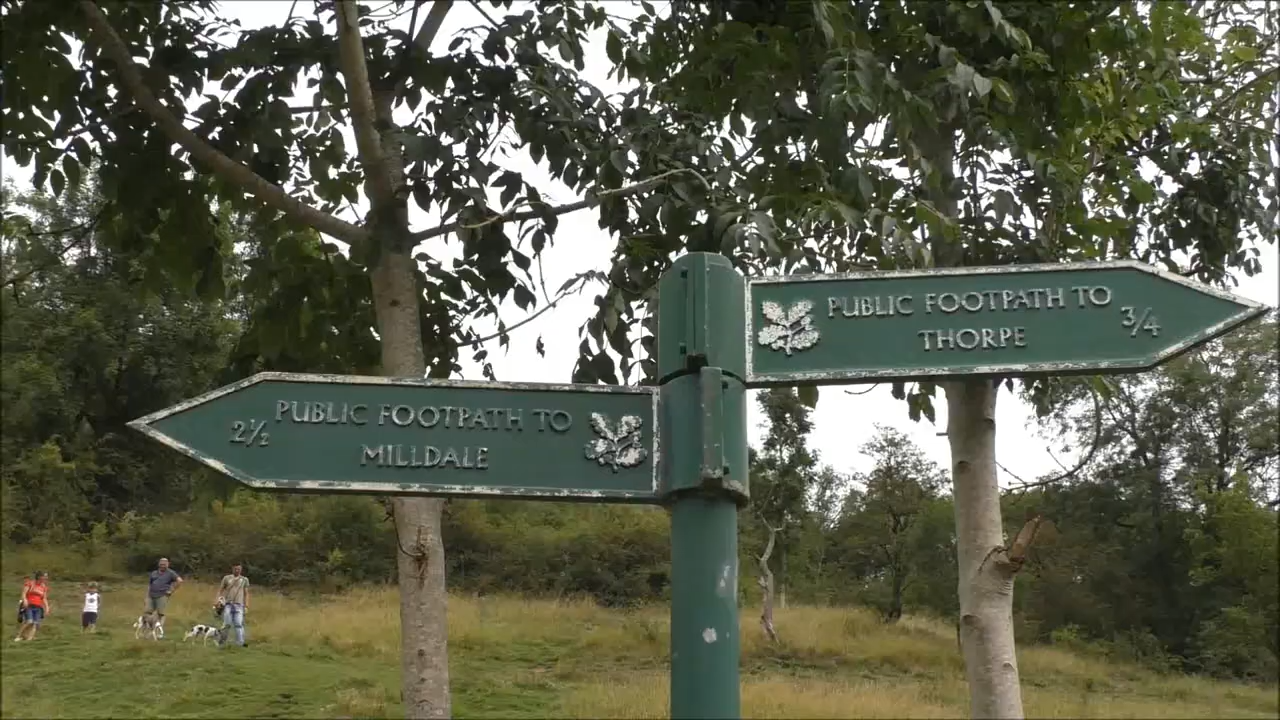 PUBLIC FOOTPATH TO
THORPE
3/4
2½
PUBLIC FOOTPATH TO
MILLDALE